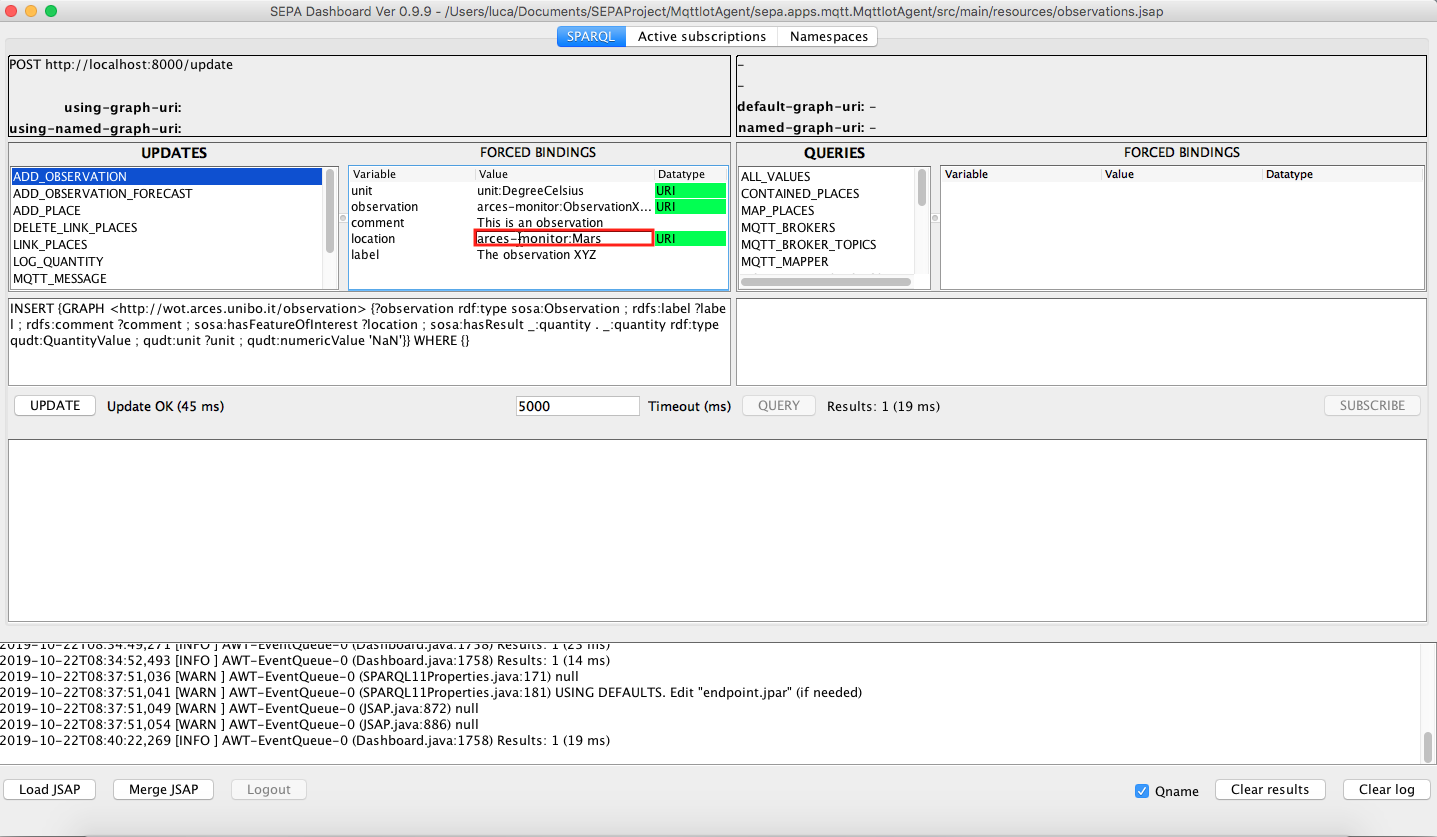 SEPA Dashboard Ver 0.9.9 - /Users/luca/Documents/SEPAProject/MqttIotAgent/sepa.apps.mqtt.MqttIotAgent/src/main/resources/observations.jsap
SPARQL Active subscriptions Namespaces
POST http://localhost:8000/update
using-graph-uri:
using-named-graph-uri:
-
-
default-graph-uri: -
named-graph-uri: -
UPDATES
ADD_OBSERVATION
ADD_OBSERVATION_FORECAST
ADD_PLACE
DELETE_LINK_PLACES
LINK_PLACES
LOG_QUANTITY
MQTT_MESSAGE
FORCED BINDINGS
Variable Value Datatype
unit unit:DegreeCelsius URI
observation arces-monitor:ObservationX... URI
comment This is an observation
location arces-monitor:Mars URI
label The observation XYZ
QUERIES
ALL_VALUES
CONTAINED_PLACES
MAP_PLACES
MQTT_BROKERS
MQTT_BROKER_TOPICS
MQTT_MAPPER
FORCED BINDINGS
Variable Value Datatype
INSERT {GRAPH <http://wot.arces.unibo.it/observation> {?observation rdf:type sosa:Observation ; rdfs:label ?labe
l ; rdfs:comment ?comment ; sosa:hasFeatureOfInterest ?location ; sosa:hasResult _:quantity . _:quantity rdf:type
qudt:QuantityValue ; qudt:unit ?unit ; qudt:numericValue 'NaN'}} WHERE {}
UPDATE Update OK (45 ms) 5000 Timeout (ms) QUERY Results: 1 (19 ms) SUBSCRIBE
2019-10-22T08:34:49,271 [INFO ] AWT-EventQueue-0 (Dashboard.java:1758) Results: 1 (23 ms)
2019-10-22T08:34:52,493 [INFO ] AWT-EventQueue-0 (Dashboard.java:1758) Results: 1 (14 ms)
2019-10-22T08:37:51,036 [WARN ] AWT-EventQueue-0 (SPARQL11Properties.java:171) null
2019-10-22T08:37:51,041 [WARN ] AWT-EventQueue-0 (SPARQL11Properties.java:181) USING DEFAULTS. Edit "endpoint.jpar" (if needed)
2019-10-22T08:37:51,049 [WARN ] AWT-EventQueue-0 (JSAP.java:872) null
2019-10-22T08:37:51,054 [WARN ] AWT-EventQueue-0 (JSAP.java:886) null
2019-10-22T08:40:22,269 [INFO ] AWT-EventQueue-0 (Dashboard.java:1758) Results: 1 (19 ms)
Load JSAP Merge JSAP Logout Qname Clear results Clear log